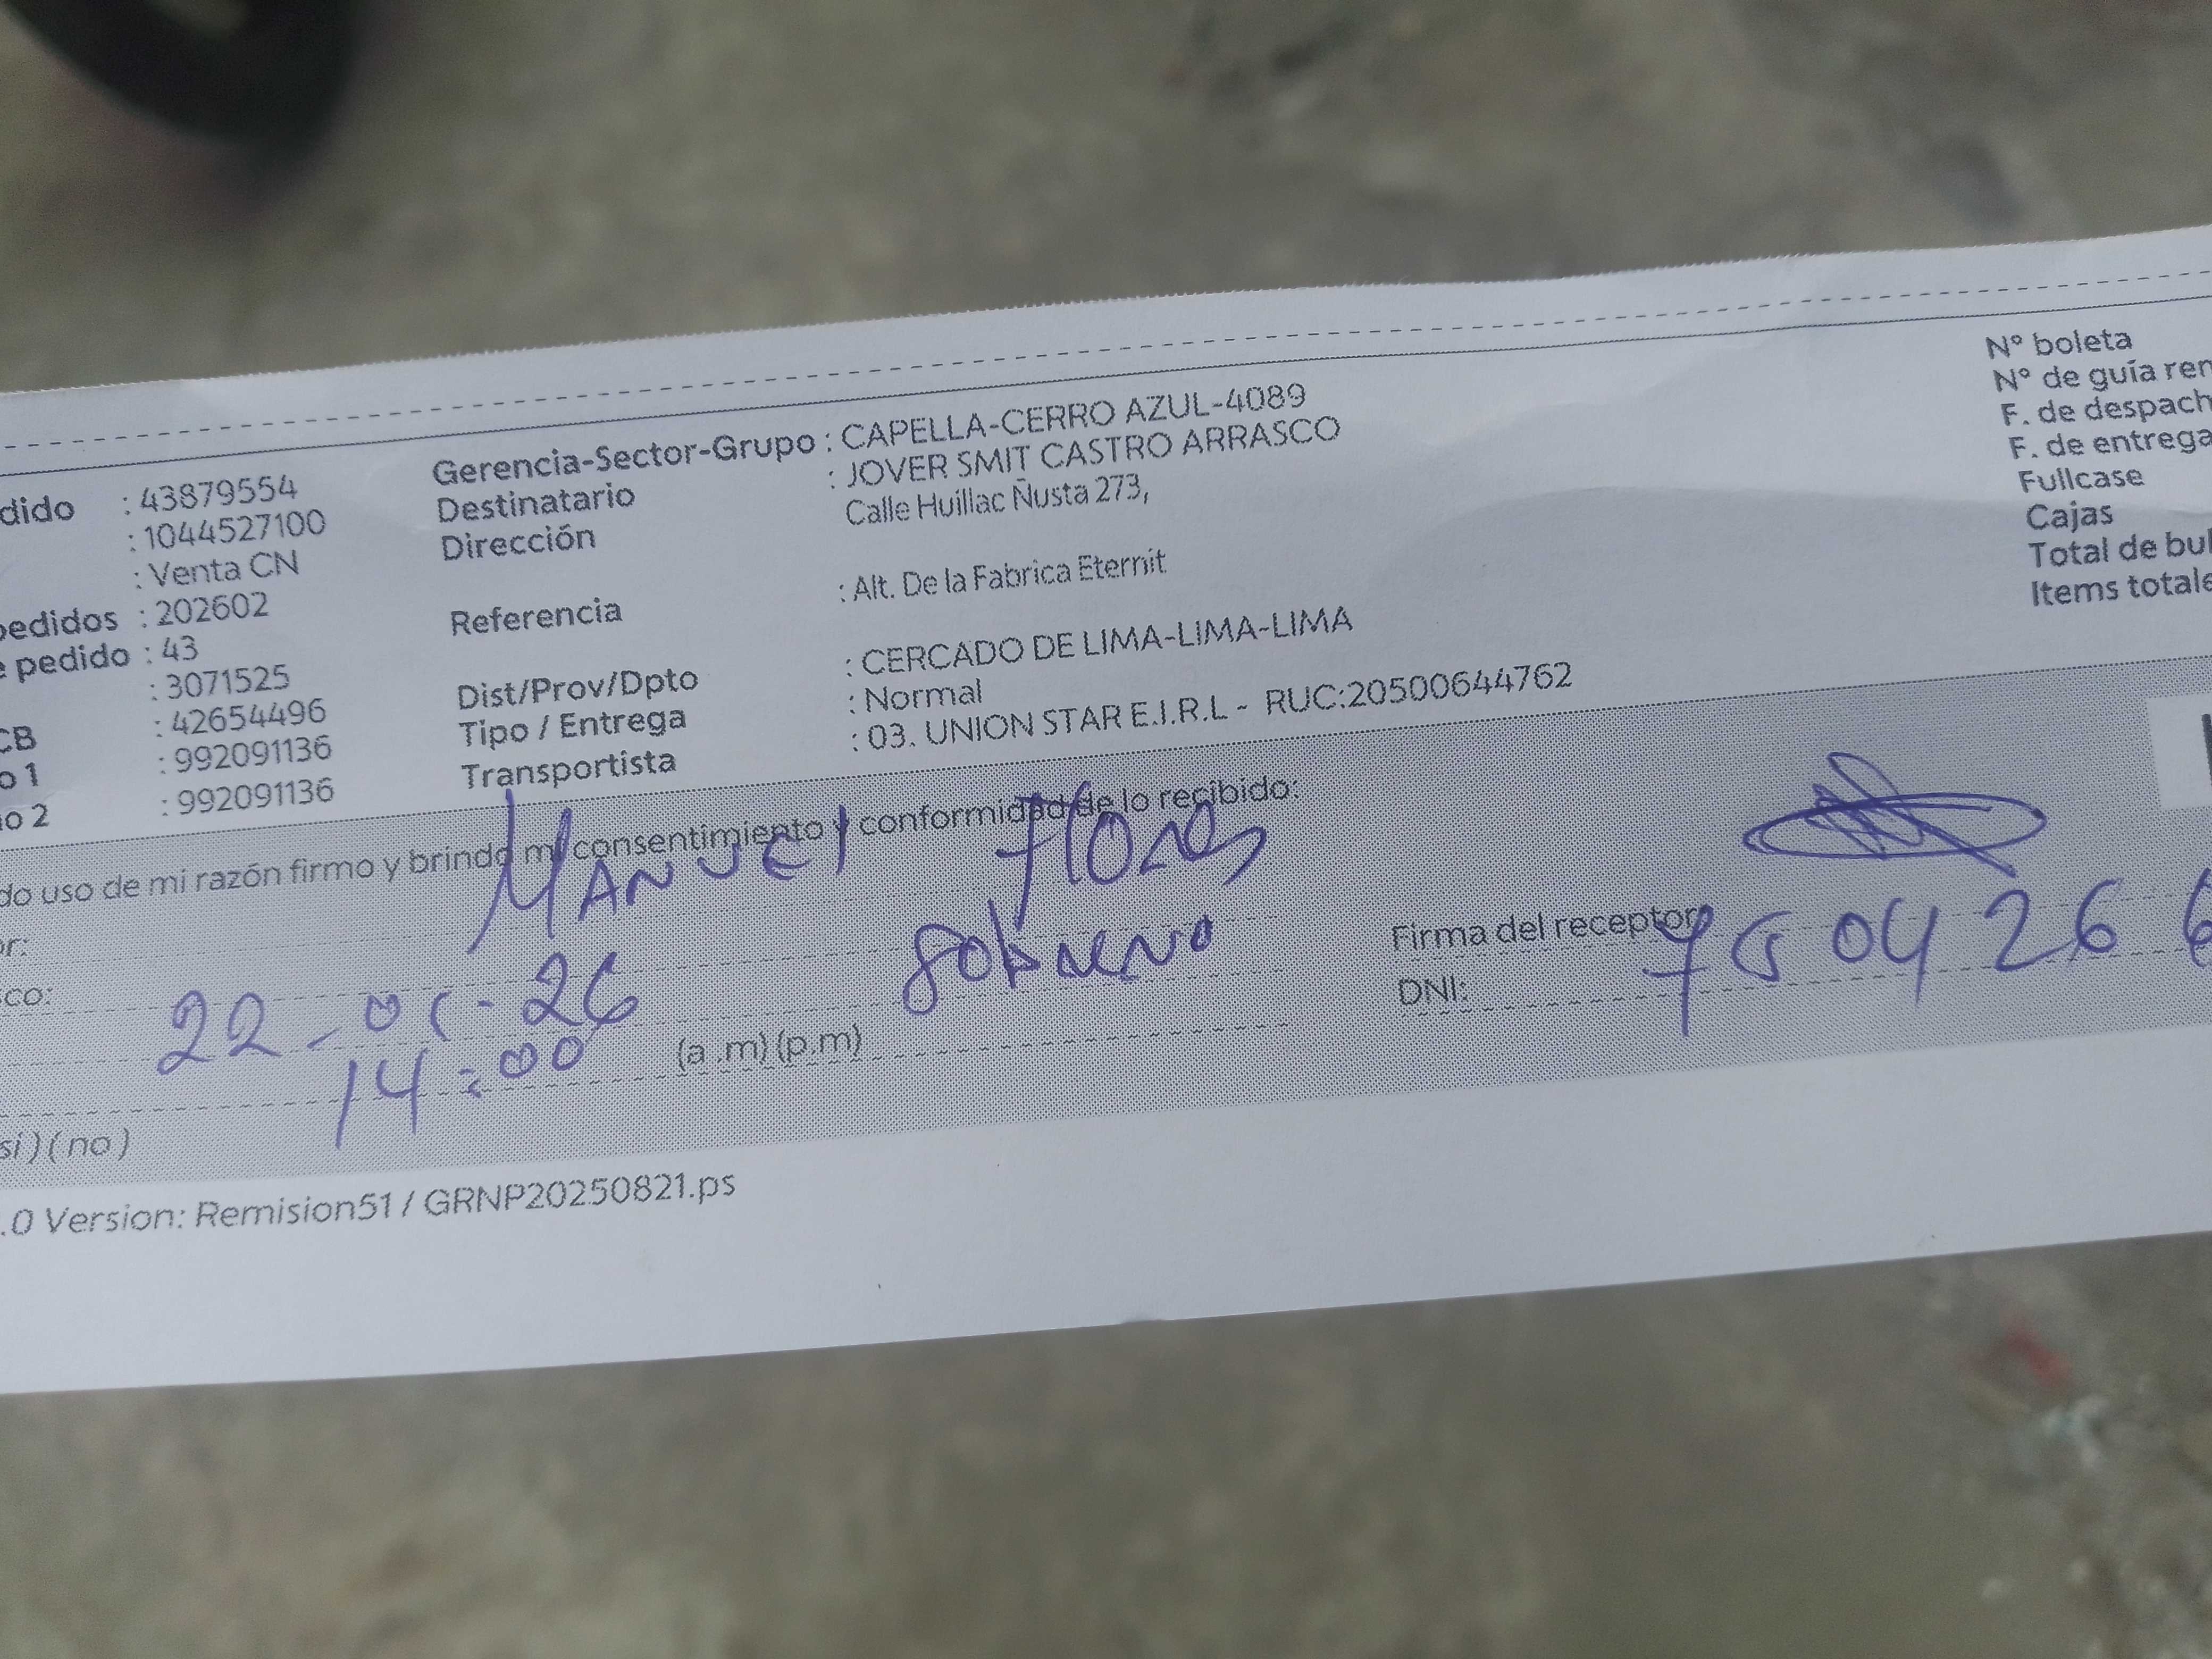 dido : 43879554
: 1044527100
: Venta CN
pedidos : 202602
e pedido : 43
: 3071525
CB : 42654496
o 1 : 992091136
no 2 : 992091136
Gerencia-Sector-Grupo : CAPELLA-CERRO AZUL-4089
Destinatario : JOVER SMIT CASTRO ARRASCO
Dirección Calle Huillac Ñusta 273,
Referencia : Alt. De la Fabrica Eternit
Dist/Prov/Dpto : CERCADO DE LIMA-LIMA-LIMA
Tipo / Entrega : Normal
Transportista : 03. UNION STAR E.I.R.L - RUC:20500644762
N° boleta
N° de guía rem
F. de despach
F. de entrega
Fullcase
Cajas
Total de bul
Items totale
do uso de mi razón firmo y brindo mi consentimiento y conformidad de lo recibido:
or: MANUEL Flores
sco: Sobrino
22-01-26
14:00 (a .m) (p.m)
Firma del receptor
DNI:
sí ) ( no )
.0 Version: Remision51 / GRNP20250821.ps